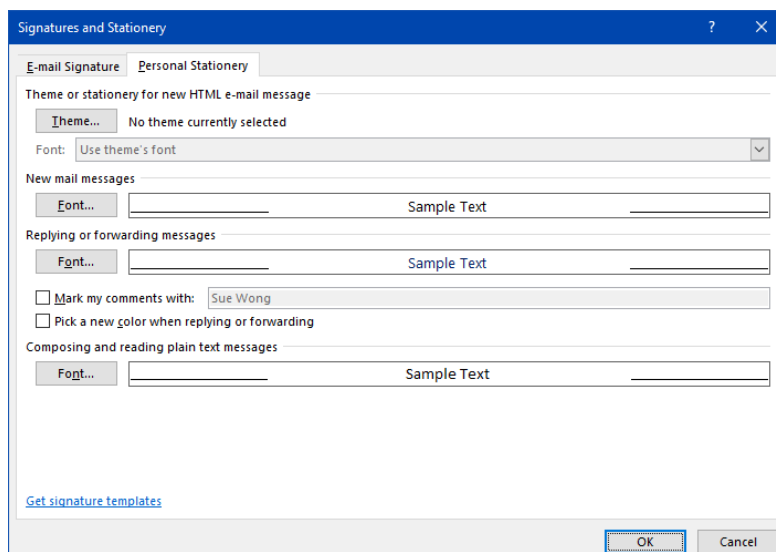 Signatures and Stationery ? ×
E-mail Signature Personal Stationery
Theme or stationery for new HTML e-mail message
Theme... No theme currently selected
Font: Use theme's font
New mail messages
Font... Sample Text
Replying or forwarding messages
Font... Sample Text
Mark my comments with: Sue Wong
Pick a new color when replying or forwarding
Composing and reading plain text messages
Font... Sample Text
Get signature templates
OK Cancel